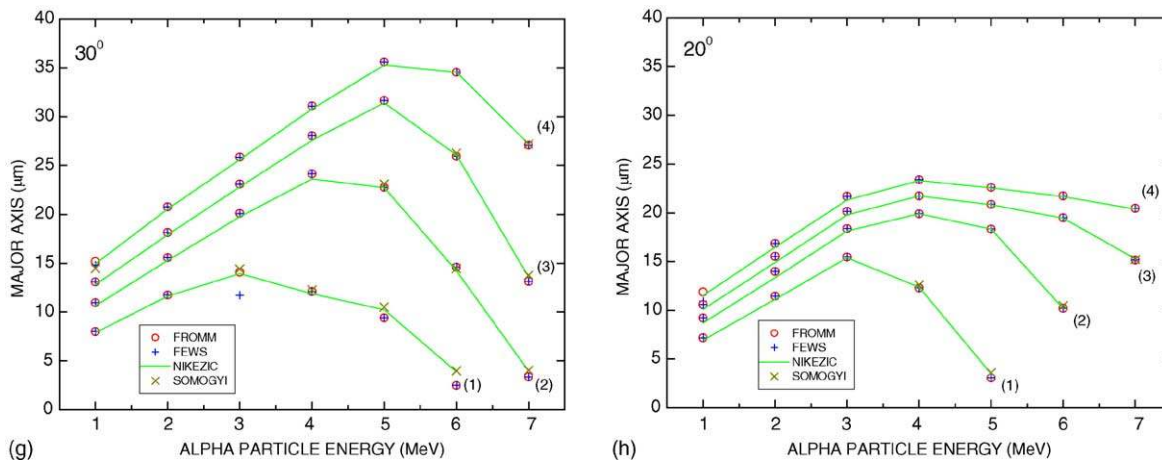 40
35
30
25
20
15
10
5
0
MAJOR AXIS (μm)
30⁰
(4)
(3)
(2)
(1)
FROMM
FEWS
NIKEZIC
SOMOGYI
1 2 3 4 5 6 7
ALPHA PARTICLE ENERGY (MeV)
(g)
40
35
30
25
20
15
10
5
0
MAJOR AXIS (μm)
20⁰
(4)
(3)
(2)
(1)
FROMM
FEWS
NIKEZIC
SOMOGYI
1 2 3 4 5 6 7
ALPHA PARTICLE ENERGY (MeV)
(h)